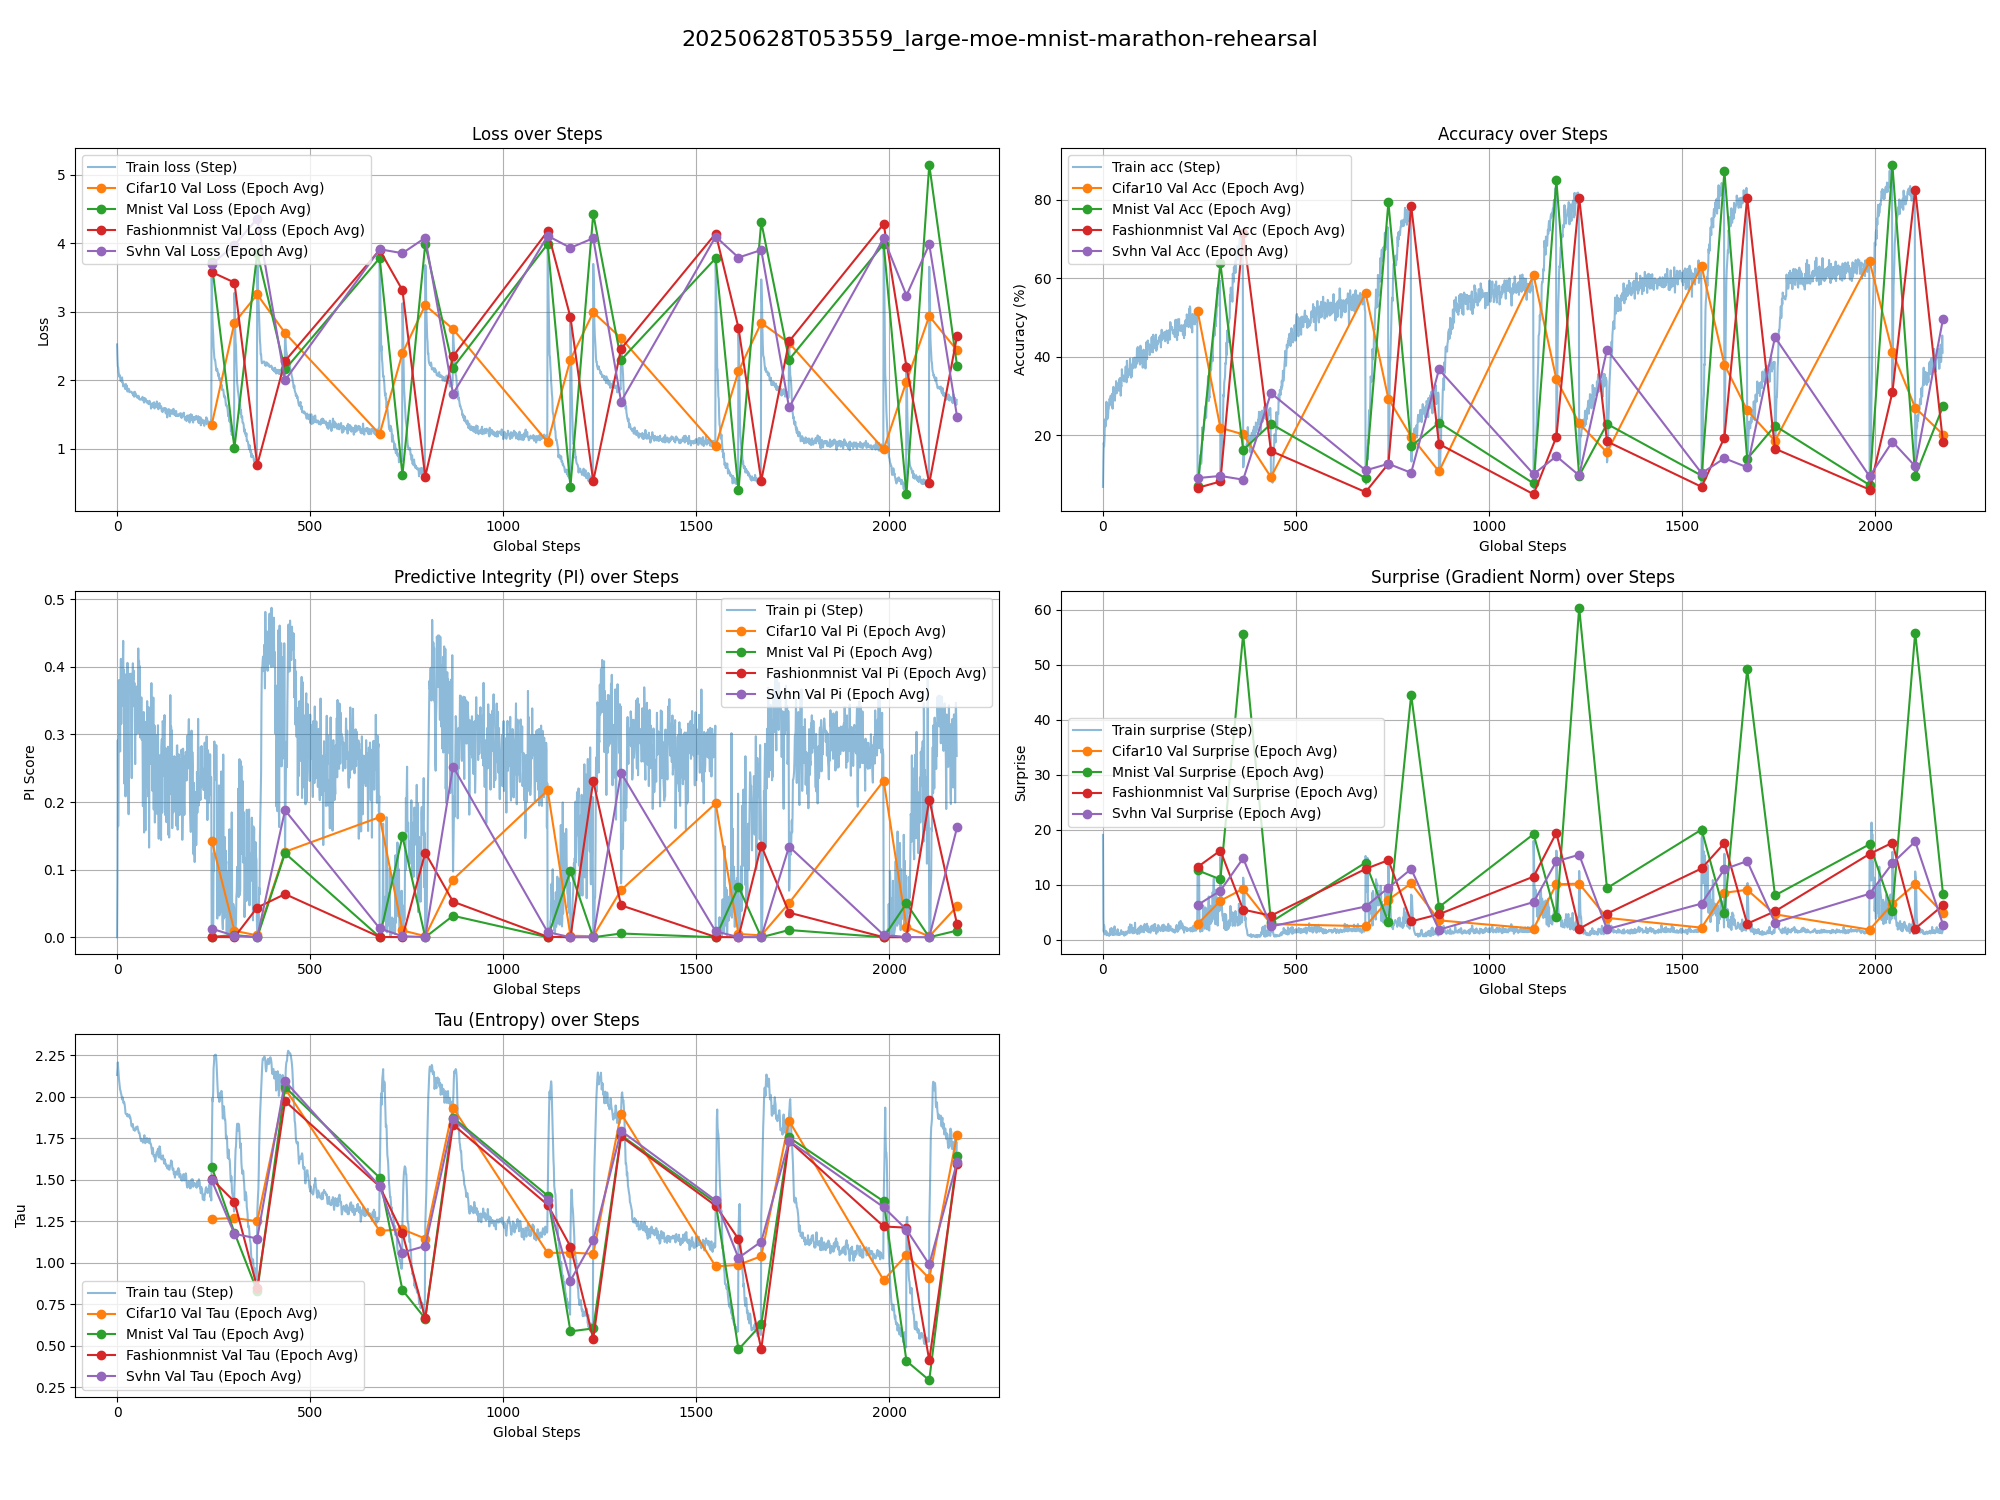 20250628T053559_large-moe-mnist-marathon-rehearsal
Loss over Steps
Loss
5
4
3
2
1
Train loss (Step)
Cifar10 Val Loss (Epoch Avg)
Mnist Val Loss (Epoch Avg)
Fashionmnist Val Loss (Epoch Avg)
Svhn Val Loss (Epoch Avg)
0 500 1000 1500 2000
Global Steps
Accuracy over Steps
Accuracy (%)
80
60
40
20
Train acc (Step)
Cifar10 Val Acc (Epoch Avg)
Mnist Val Acc (Epoch Avg)
Fashionmnist Val Acc (Epoch Avg)
Svhn Val Acc (Epoch Avg)
0 500 1000 1500 2000
Global Steps
Predictive Integrity (PI) over Steps
PI Score
0.5
0.4
0.3
0.2
0.1
0.0
Train pi (Step)
Cifar10 Val Pi (Epoch Avg)
Mnist Val Pi (Epoch Avg)
Fashionmnist Val Pi (Epoch Avg)
Svhn Val Pi (Epoch Avg)
0 500 1000 1500 2000
Global Steps
Surprise (Gradient Norm) over Steps
Surprise
60
50
40
30
20
10
0
Train surprise (Step)
Cifar10 Val Surprise (Epoch Avg)
Mnist Val Surprise (Epoch Avg)
Fashionmnist Val Surprise (Epoch Avg)
Svhn Val Surprise (Epoch Avg)
0 500 1000 1500 2000
Global Steps
Tau (Entropy) over Steps
Tau
2.25
2.00
1.75
1.50
1.25
1.00
0.75
0.50
0.25
Train tau (Step)
Cifar10 Val Tau (Epoch Avg)
Mnist Val Tau (Epoch Avg)
Fashionmnist Val Tau (Epoch Avg)
Svhn Val Tau (Epoch Avg)
0 500 1000 1500 2000
Global Steps